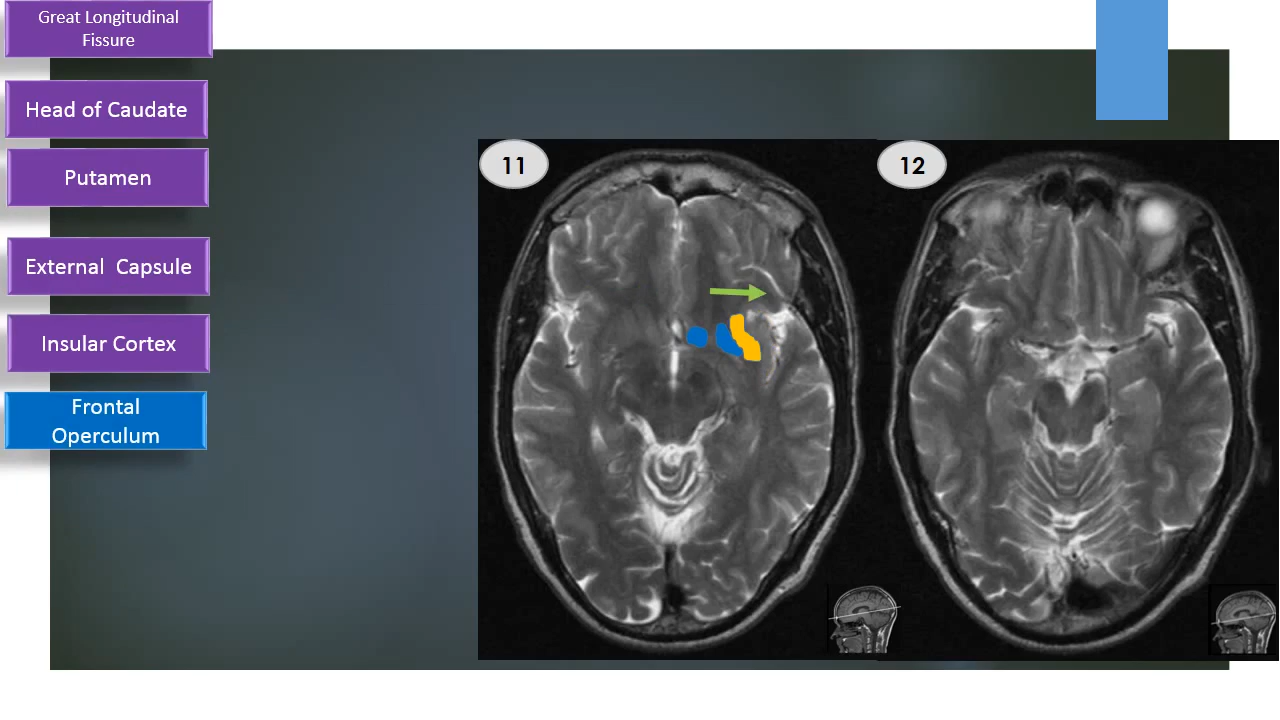 Great Longitudinal
Fissure
Head of Caudate
Putamen
External Capsule
Insular Cortex
Frontal
Operculum
11
12